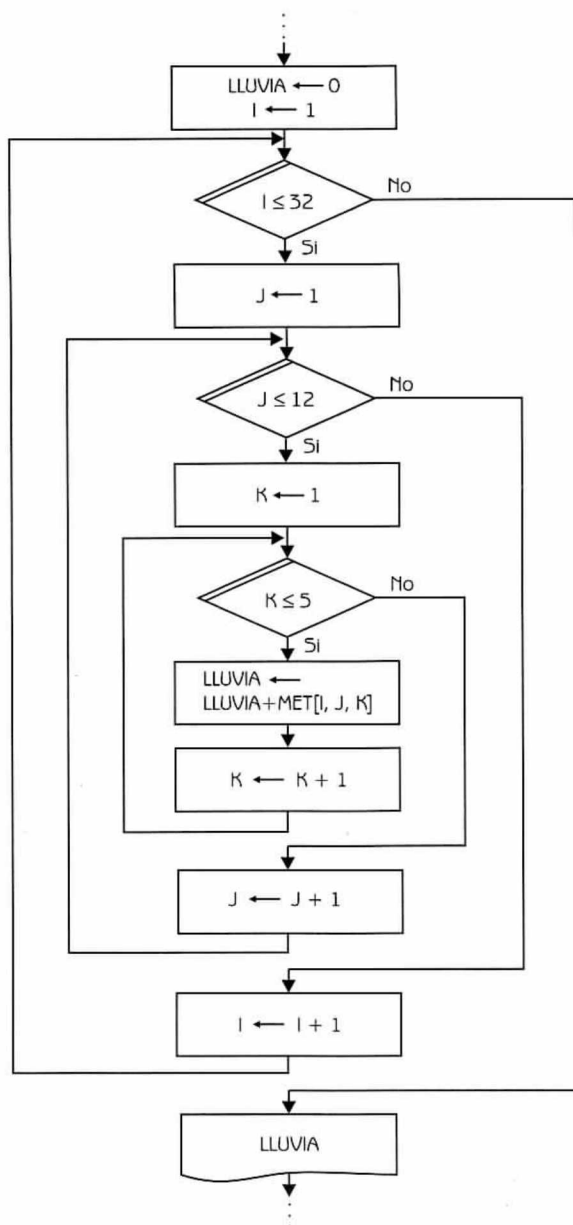 LLUVIA ← 0
I ← 1
I ≤ 32
No
Si
J ← 1
J ≤ 12
No
Si
K ← 1
K ≤ 5
No
Si
LLUVIA ←
LLUVIA+MET[I, J, K]
K ← K + 1
J ← J + 1
I ← I + 1
LLUVIA